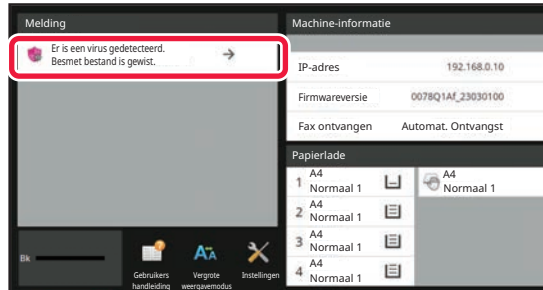 Melding
Er is een virus gedetecteerd.
Besmet bestand is gewist.
Bk
Gebruikers
handleiding
Vergrote
weergavemodus
Instellingen
Machine-informatie
IP-adres 192.168.0.10
Firmwareversie 0078Q1Af_23030100
Fax ontvangen Automat. Ontvangst
Papierlade
1 A4
Normaal 1
A4
Normaal 1
2 A4
Normaal 1
3 A4
Normaal 1
4 A4
Normaal 1